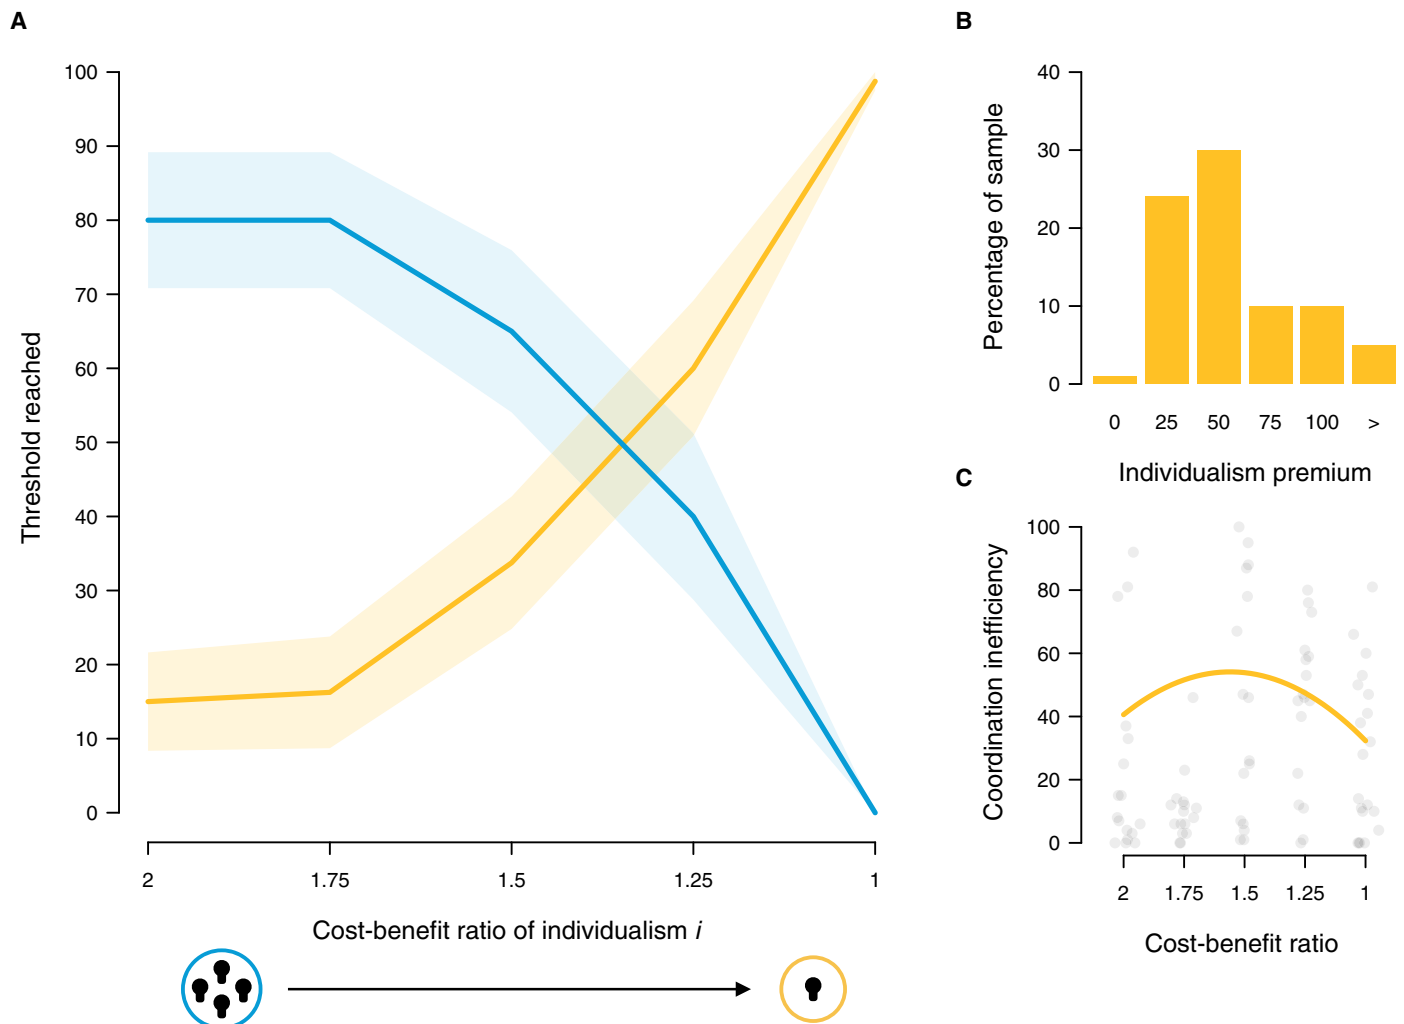 A
Threshold reached
100
90
80
70
60
50
40
30
20
10
0
2 1.75 1.5 1.25 1
Cost-benefit ratio of individualism i
B
Percentage of sample
40
30
20
10
0
0 25 50 75 100 >
Individualism premium
C
Coordination inefficiency
100
80
60
40
20
0
2 1.75 1.5 1.25 1
Cost-benefit ratio